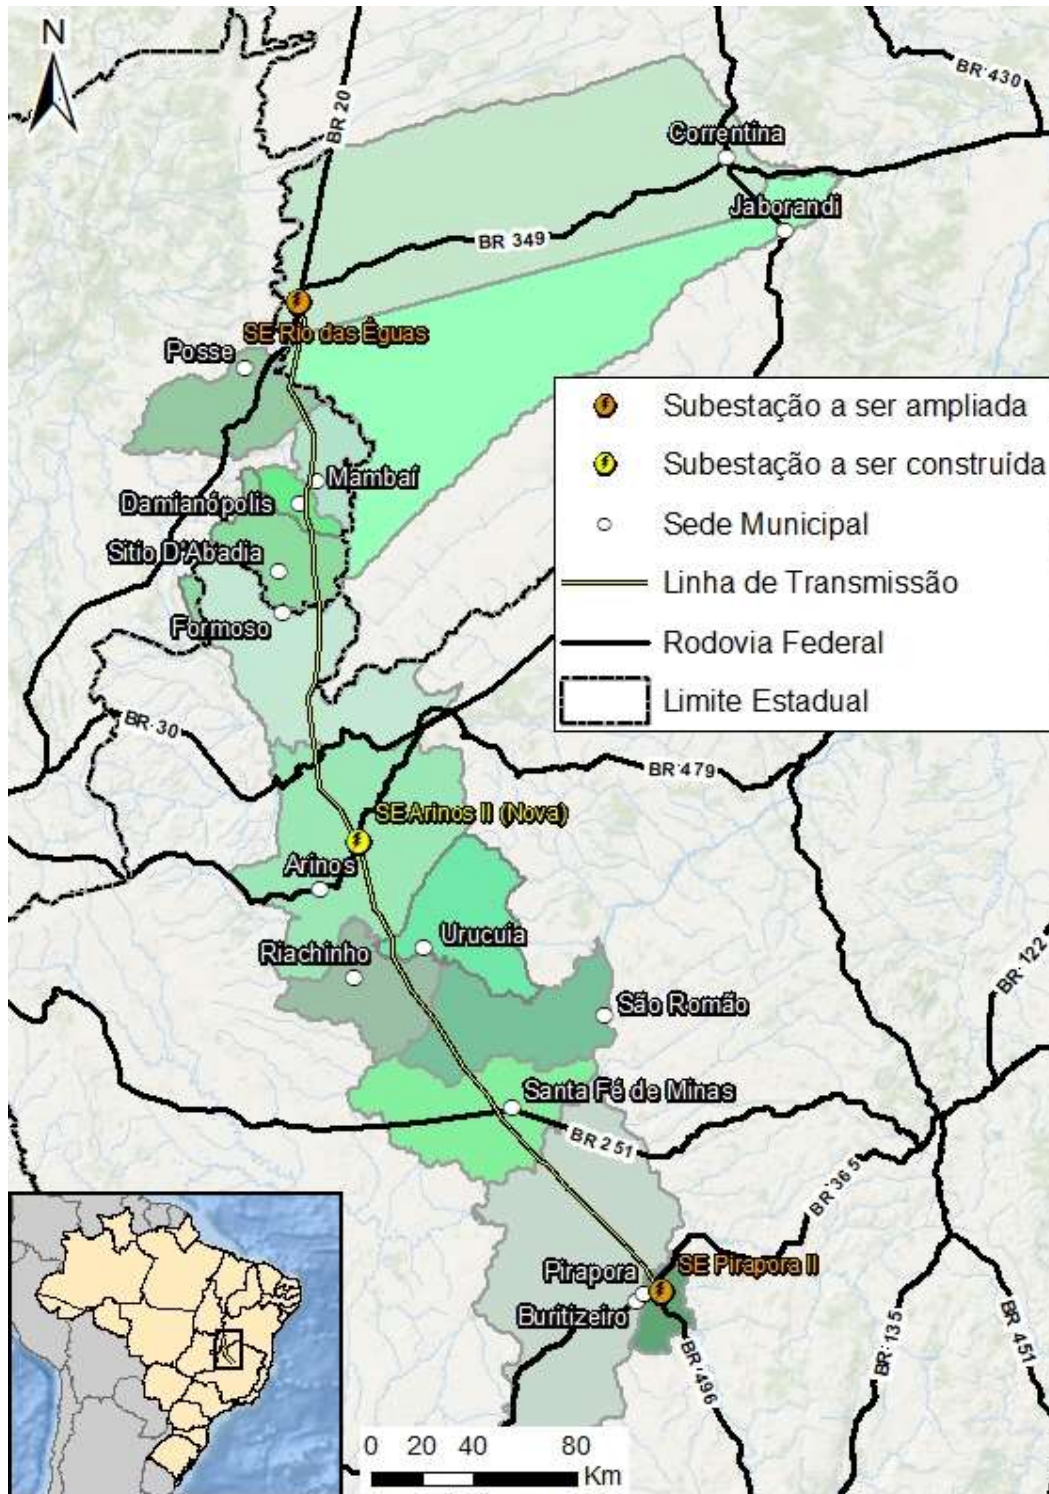 N
BR 430
BR 20
Correntina
Jaborandi
BR 349
SE Rio das Éguas
Posse
Subestação a ser ampliada
Subestação a ser construída
Sede Municipal
Linha de Transmissão
Rodovia Federal
Limite Estadual
Mambaí
Damianópolis
Sítio D'Abadia
Formoso
BR 30
BR 479
SE Arinos II (Nova)
Arinos
Urucuia
Riachinho
BR 122
São Romão
Santa Fé de Minas
BR 251
BR 365
Pirapora
SE Pirapora II
Buritizeiro
BR 135
BR 451
BR 496
0 20 40 80
Km